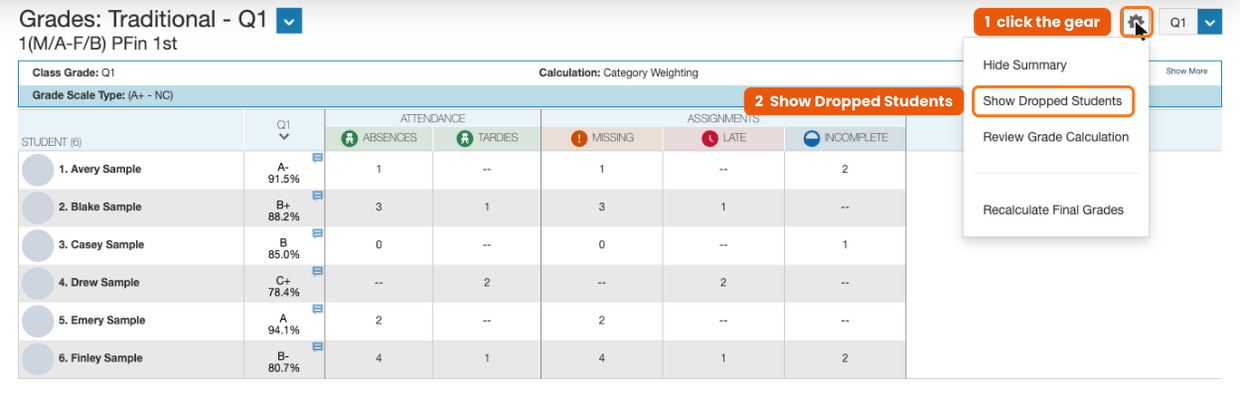 Grades: Traditional - Q1
1 click the gear
Q1
1(M/A-F/B) PFin 1st
Hide Summary
Show Dropped Students
Review Grade Calculation
Recalculate Final Grades
2 Show Dropped Students
Class Grade: Q1 Calculation: Category Weighting Show More
Grade Scale Type: (A+ - NC)
ATTENDANCE ASSIGNMENTS
STUDENT (6) Q1 ABSENCES TARDIES MISSING LATE INCOMPLETE
1. Avery Sample A- 91.5% 1 -- 1 -- 2
2. Blake Sample B+ 88.2% 3 1 3 1 --
3. Casey Sample B 85.0% 0 -- 0 -- 1
4. Drew Sample C+ 78.4% -- 2 -- 2 --
5. Emery Sample A 94.1% 2 -- 2 -- --
6. Finley Sample B- 80.7% 4 1 4 1 2